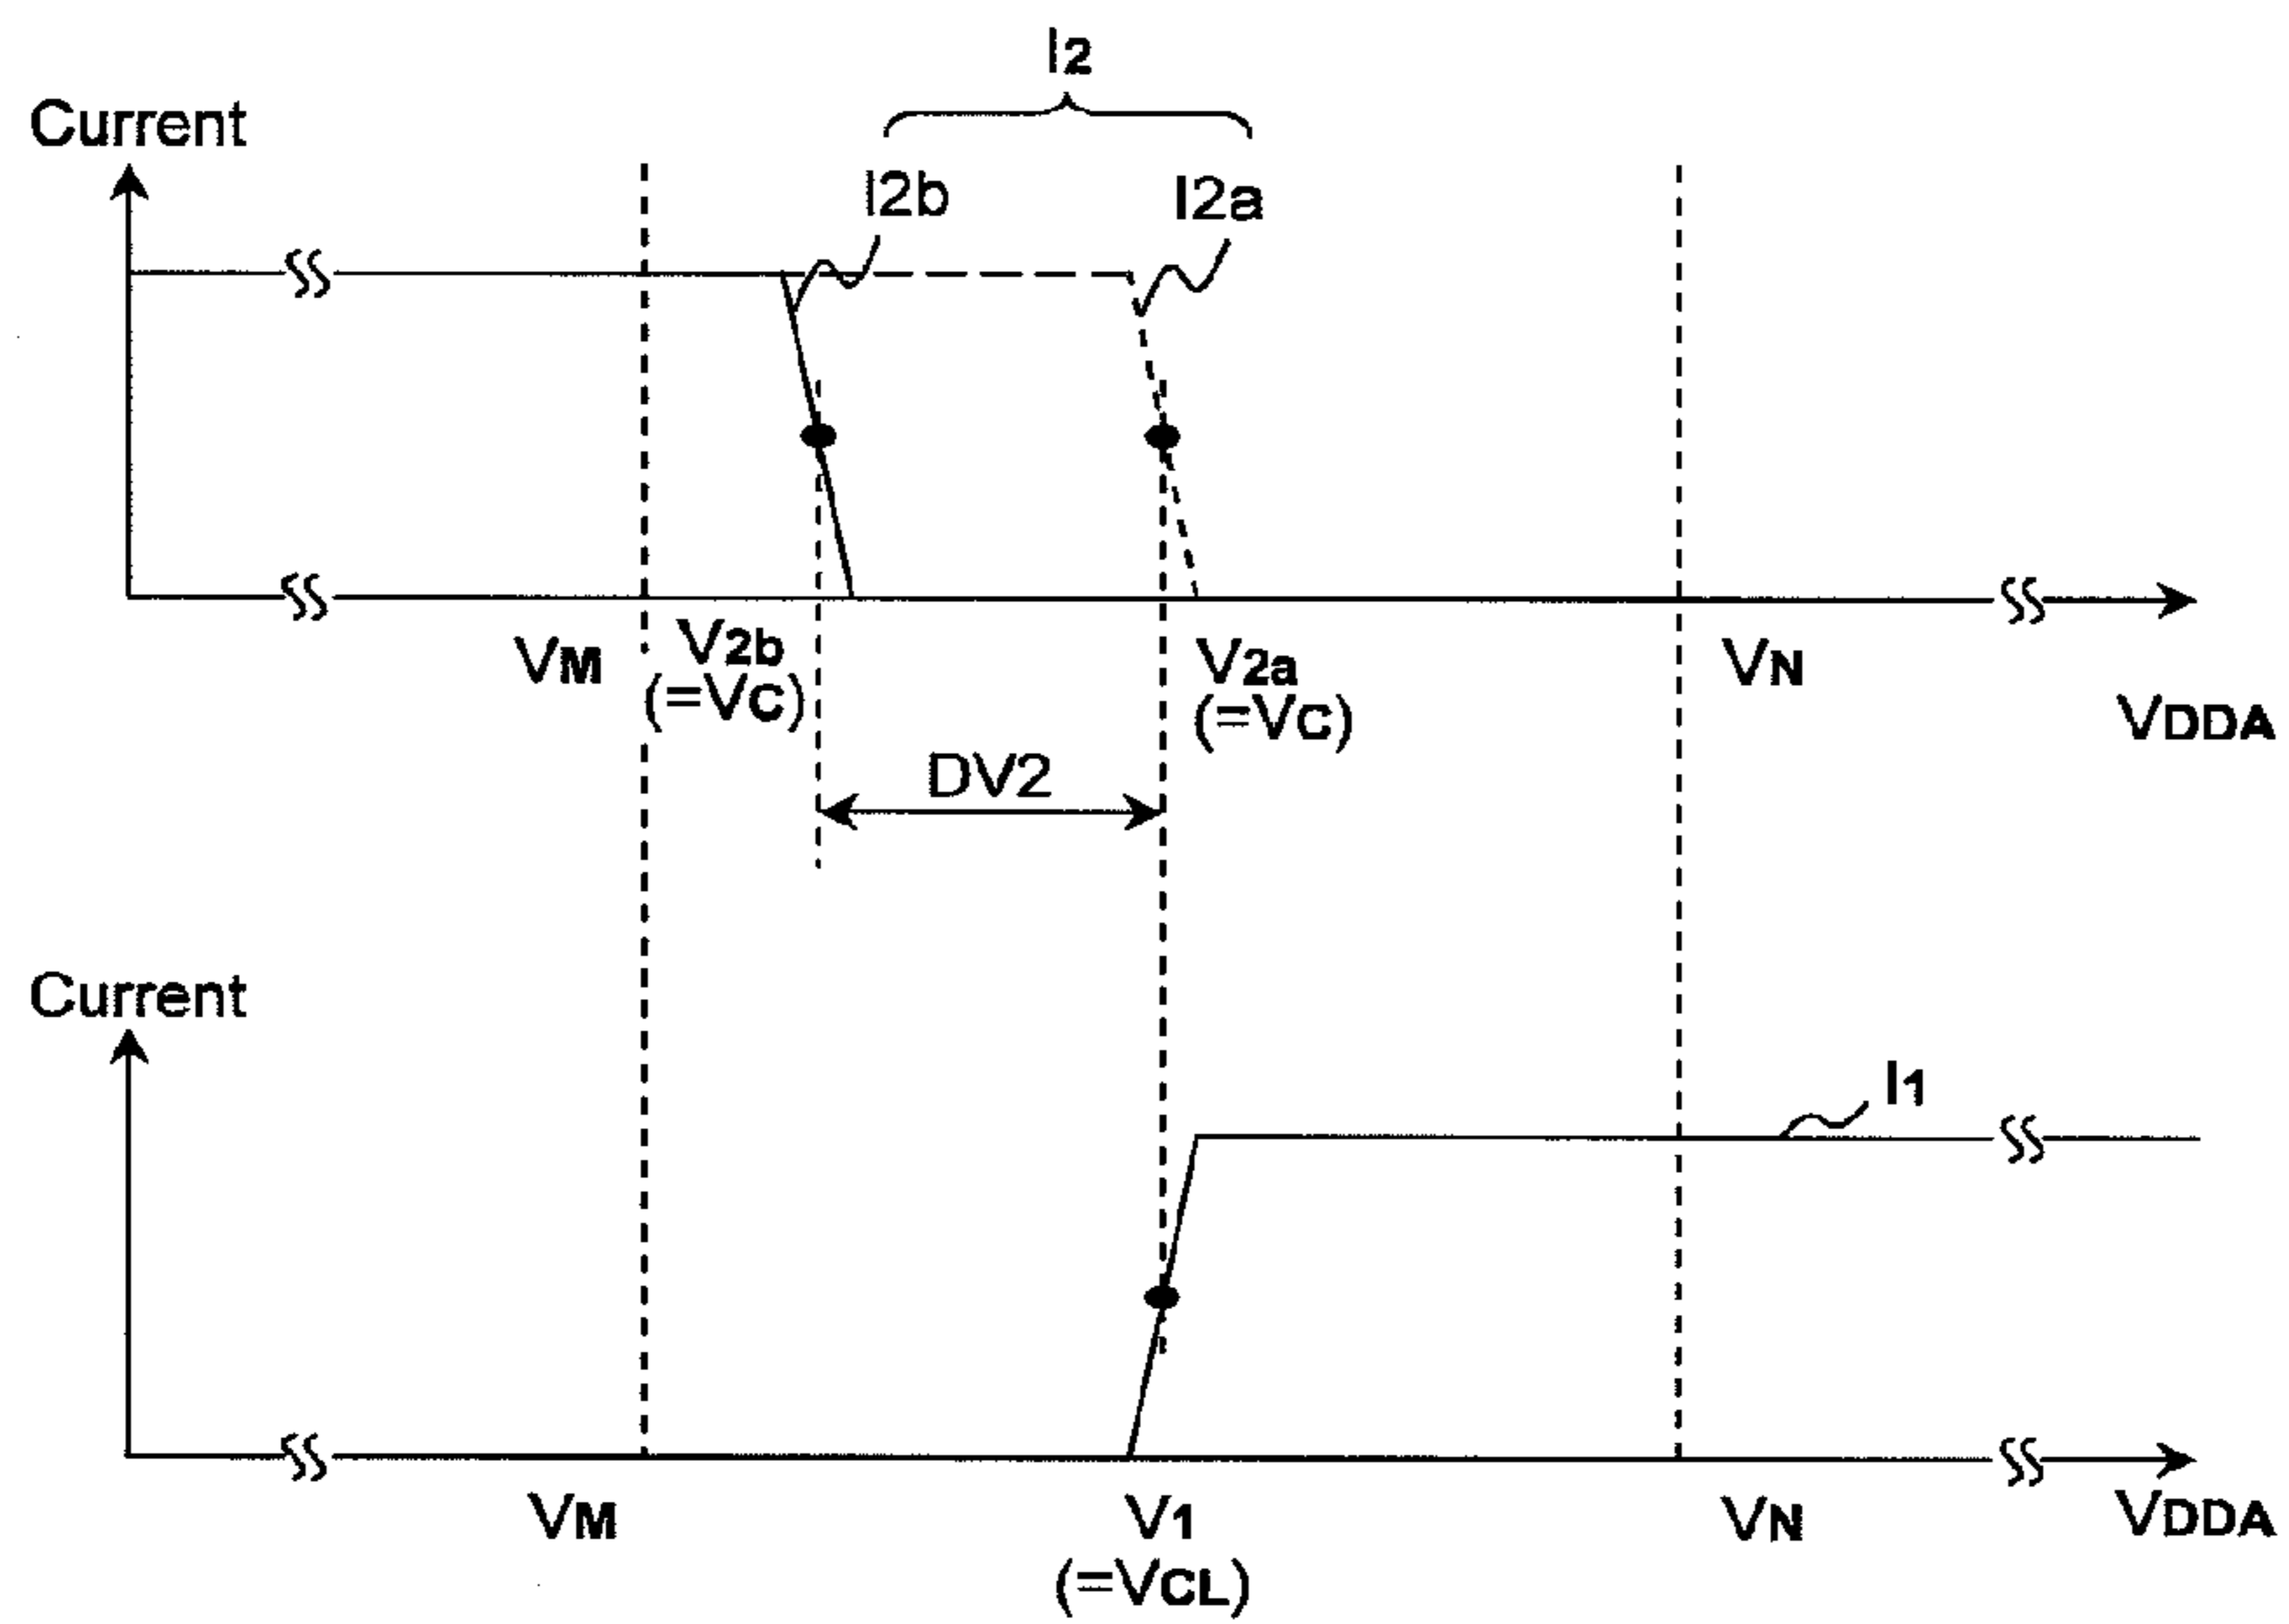 I2
Current
I2b
I2a
VM
V2b
(=VC)
V2a
(=VC)
VN
VDDA
DV2
Current
I1
VM
V1
(=VCL)
VN
VDDA